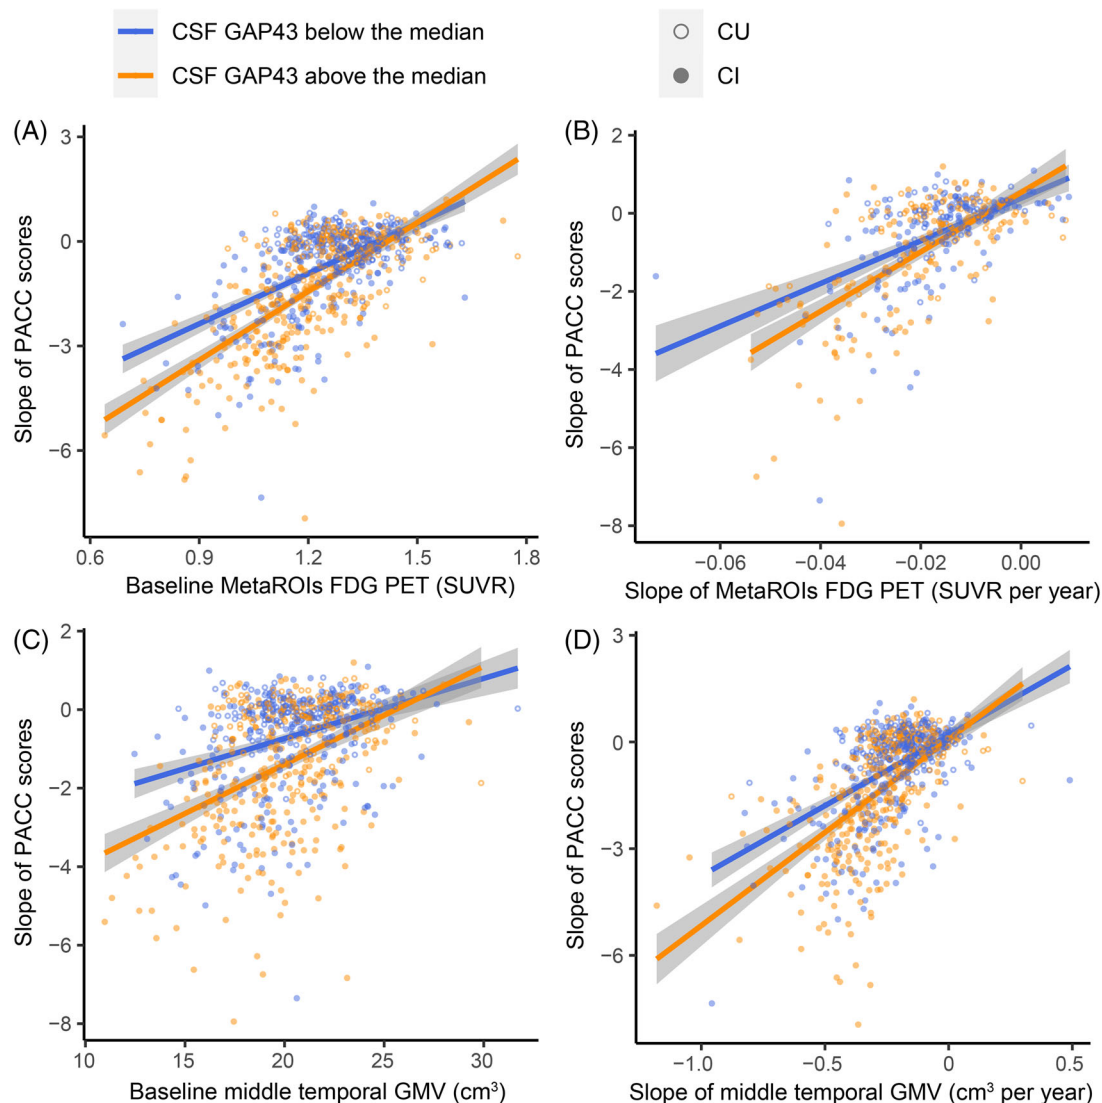 CSF GAP43 below the median
CSF GAP43 above the median
CU
CI
(A)
3
0
−3
−6
Slope of PACC scores
0.6 0.9 1.2 1.5 1.8
Baseline MetaROIs FDG PET (SUVR)
(B)
2
0
−2
−4
−6
−8
Slope of PACC scores
−0.06 −0.04 −0.02 0.00
Slope of MetaROIs FDG PET (SUVR per year)
(C)
2
0
−2
−4
−6
−8
Slope of PACC scores
10 15 20 25 30
Baseline middle temporal GMV (cm³)
(D)
3
0
−3
−6
Slope of PACC scores
−1.0 −0.5 0 0.5
Slope of middle temporal GMV (cm³ per year)